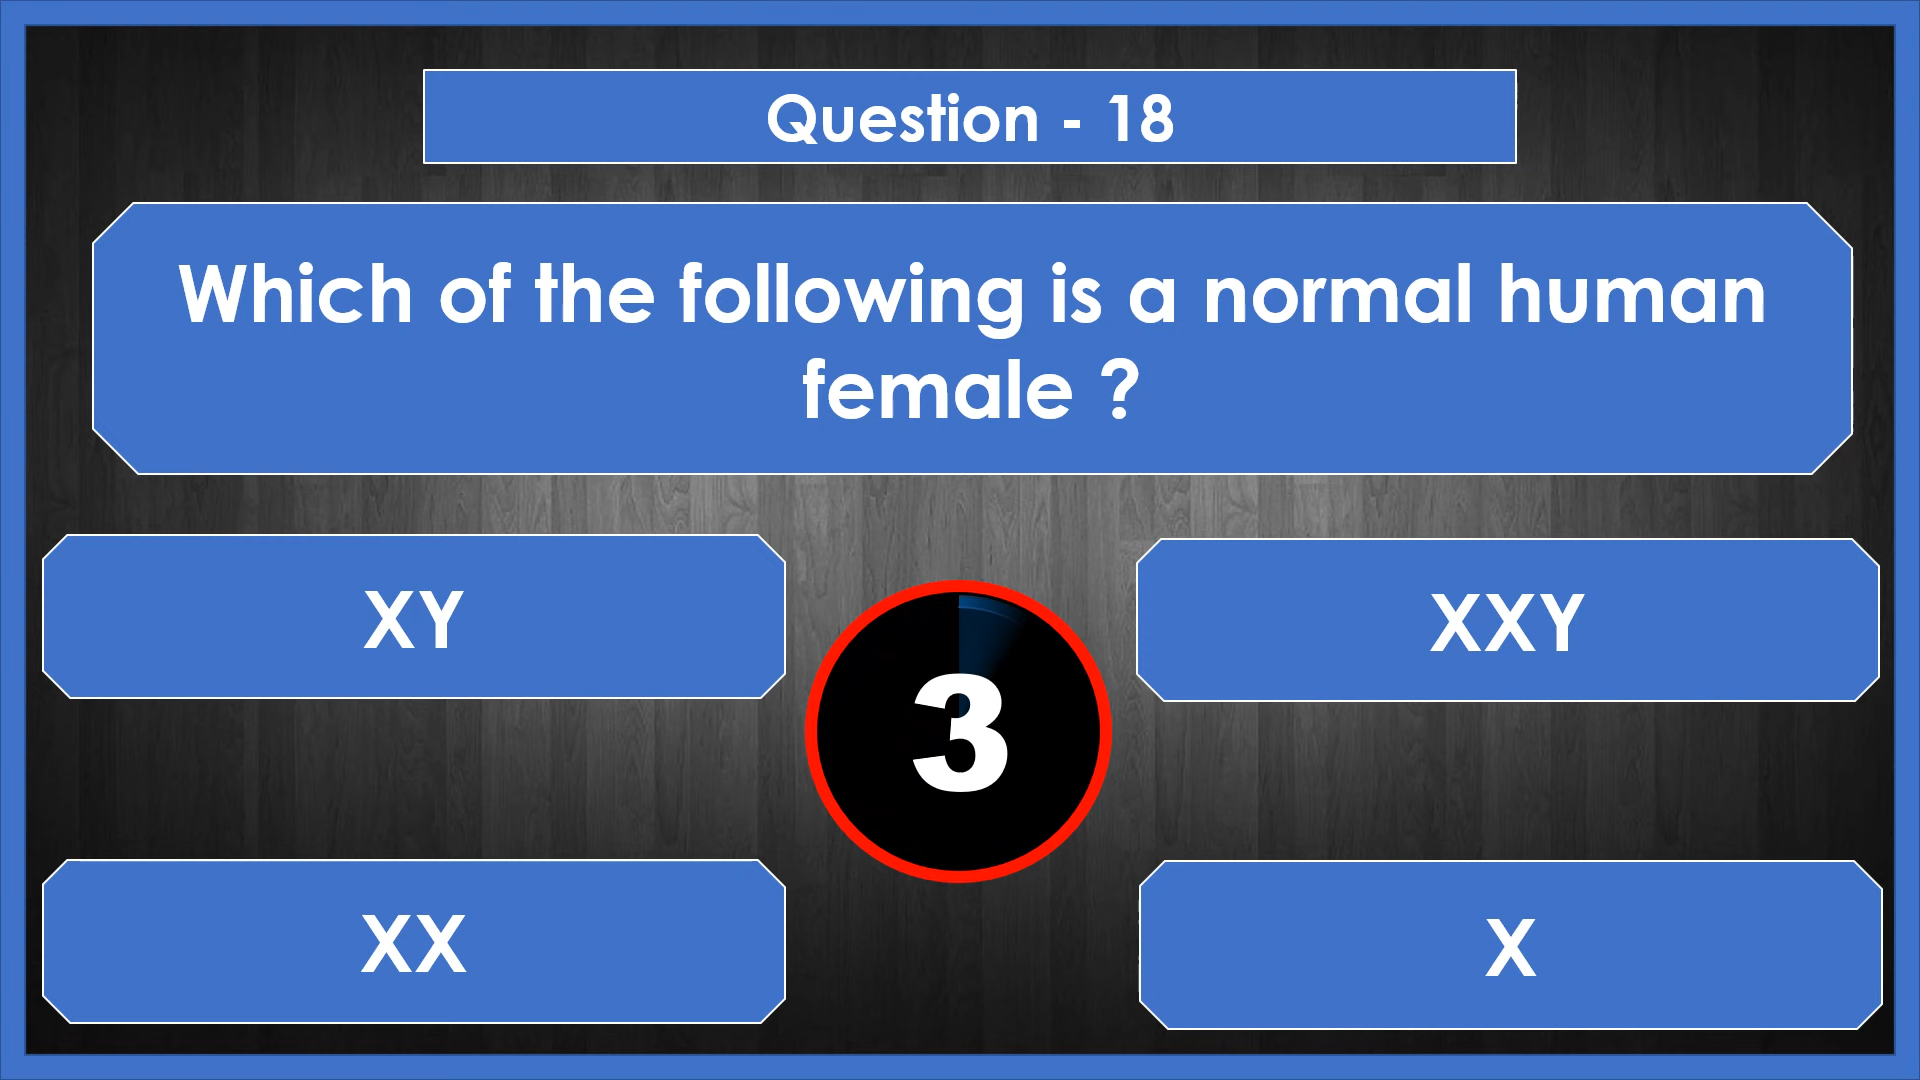 Question - 18
Which of the following is a normal human
female ?
XY
XXY
3
XX
X